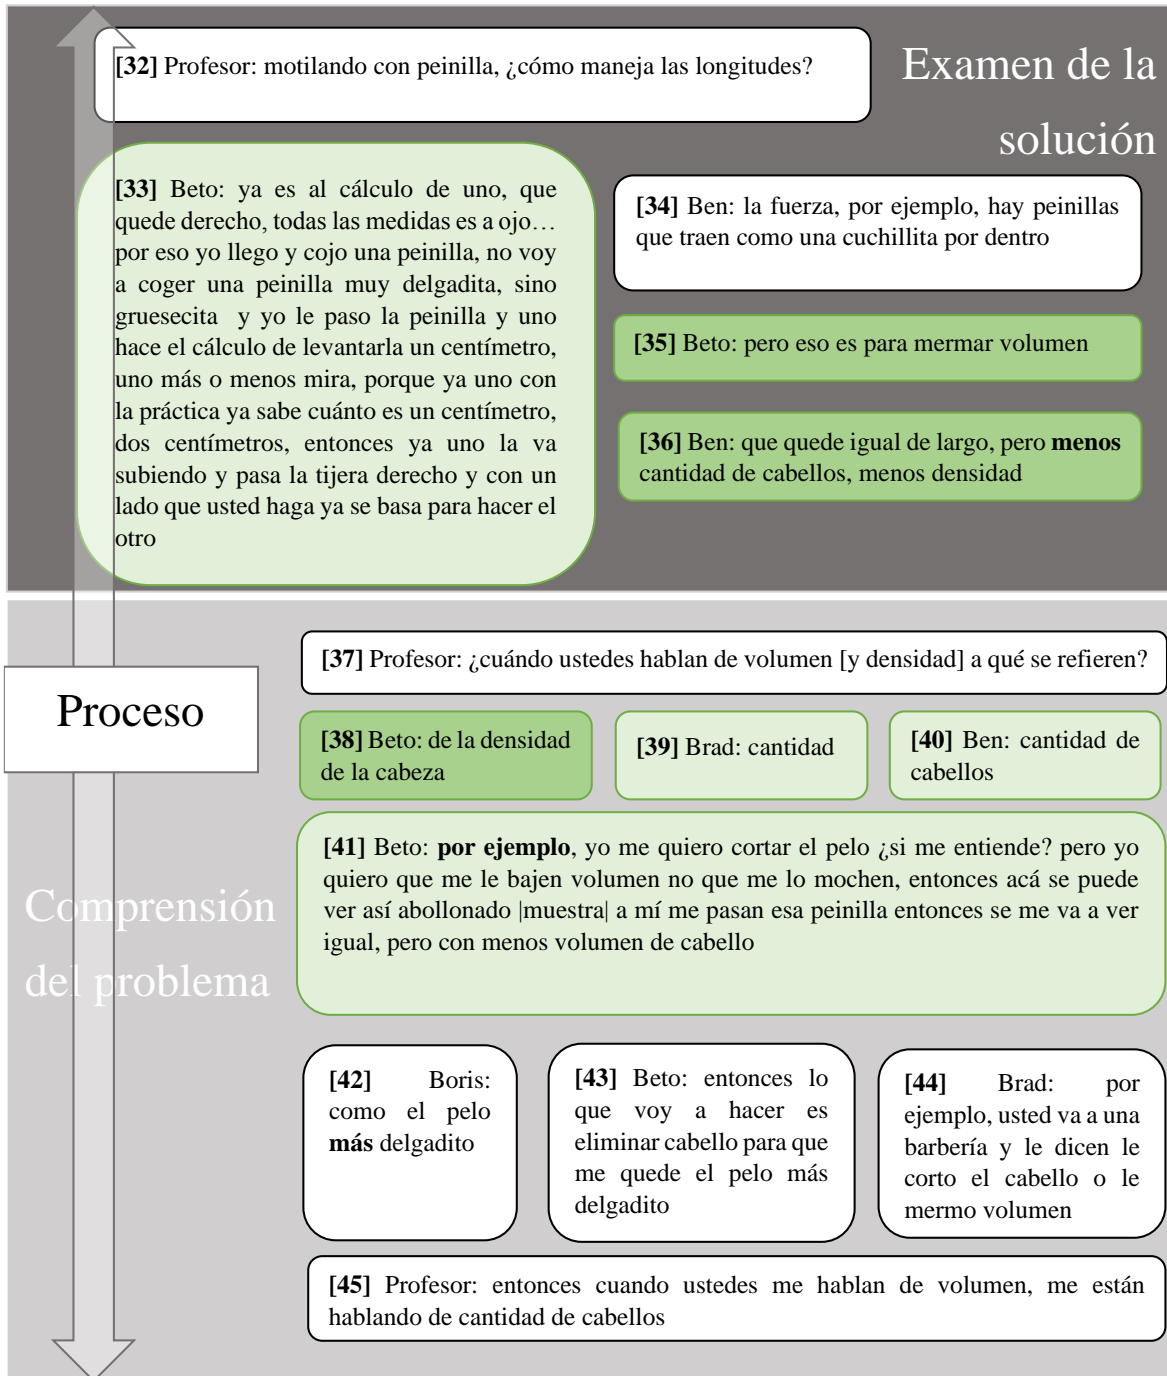 [32] Profesor: motilando con peinilla, ¿cómo maneja las longitudes?
Examen de la
solución
[33] Beto: ya es al cálculo de uno, que
quede derecho, todas las medidas es a ojo…
por eso yo llego y cojo una peinilla, no voy
a coger una peinilla muy delgadita, sino
gruesecita y yo le paso la peinilla y uno
hace el cálculo de levantarla un centímetro,
uno más o menos mira, porque ya uno con
la práctica ya sabe cuánto es un centímetro,
dos centímetros, entonces ya uno la va
subiendo y pasa la tijera derecho y con un
lado que usted haga ya se basa para hacer el
otro
[34] Ben: la fuerza, por ejemplo, hay peinillas
que traen como una cuchillita por dentro
[35] Beto: pero eso es para mermar volumen
[36] Ben: que quede igual de largo, pero menos
cantidad de cabellos, menos densidad
[37] Profesor: ¿cuándo ustedes hablan de volumen [y densidad] a qué se refieren?
Proceso
[38] Beto: de la densidad
de la cabeza
[39] Brad: cantidad
[40] Ben: cantidad de
cabellos
[41] Beto: por ejemplo, yo me quiero cortar el pelo ¿si me entiende? pero yo
quiero que me le bajen volumen no que me lo mochen, entonces acá se puede
ver así abollonado |muestra| a mí me pasan esa peinilla entonces se me va a ver
igual, pero con menos volumen de cabello
Comprensión
del problema
[42] Boris:
como el pelo
más delgadito
[43] Beto: entonces lo
que voy a hacer es
eliminar cabello para que
me quede el pelo más
delgadito
[44] Brad: por
ejemplo, usted va a una
barbería y le dicen le
corto el cabello o le
mermo volumen
[45] Profesor: entonces cuando ustedes me hablan de volumen, me están
hablando de cantidad de cabellos